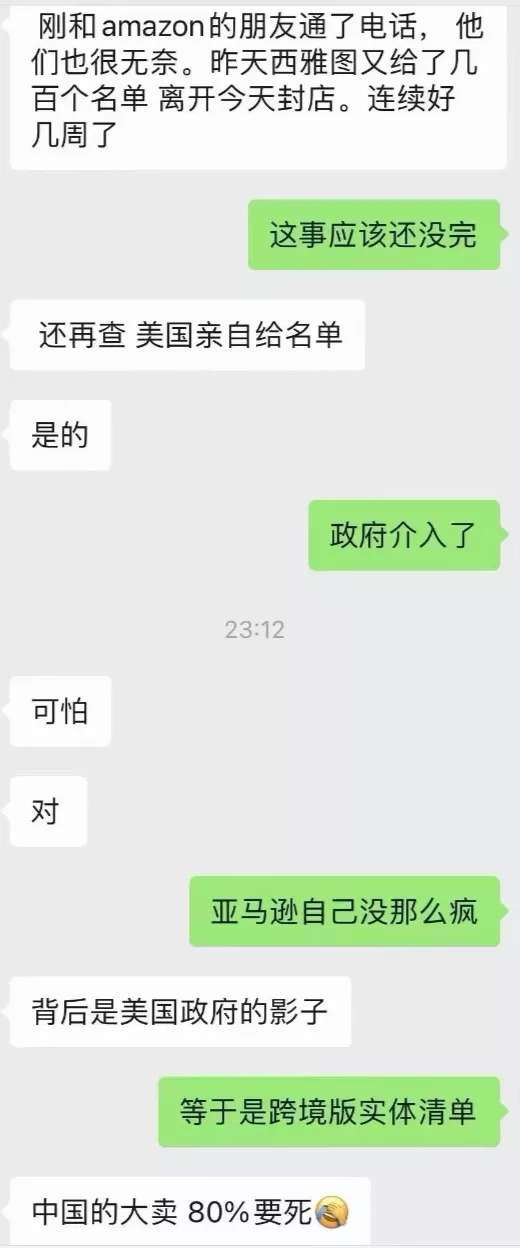 刚和amazon的朋友通了电话， 他
们也很无奈。昨天西雅图又给了几
百个名单 离开今天封店。连续好
几周了
这事应该还没完
还再查 美国亲自给名单
是的
政府介入了
23:12
可怕
对
亚马逊自己没那么疯
背后是美国政府的影子
等于是跨境版实体清单
中国的大卖 80%要死